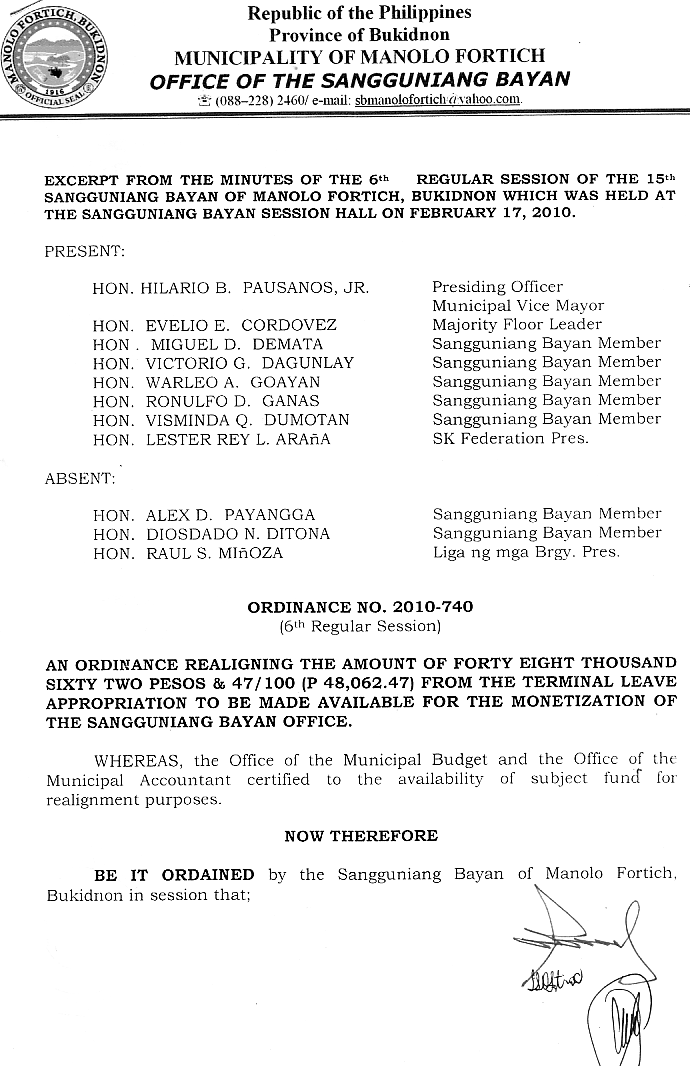 MANOLO FORTICH, BUKIDNON
1916
OFFICIAL SEAL
Republic of the Philippines
Province of Bukidnon
MUNICIPALITY OF MANOLO FORTICH
OFFICE OF THE SANGGUNIANG BAYAN
☏ (088–228) 2460/ e-mail: sbmanolofortich@yahoo.com.
EXCERPT FROM THE MINUTES OF THE 6th REGULAR SESSION OF THE 15th
SANGGUNIANG BAYAN OF MANOLO FORTICH, BUKIDNON WHICH WAS HELD AT
THE SANGGUNIANG BAYAN SESSION HALL ON FEBRUARY 17, 2010.
PRESENT:
HON. HILARIO B. PAUSANOS, JR. Presiding Officer
Municipal Vice Mayor
HON. EVELIO E. CORDOVEZ Majority Floor Leader
HON . MIGUEL D. DEMATA Sangguniang Bayan Member
HON. VICTORIO G. DAGUNLAY Sangguniang Bayan Member
HON. WARLEO A. GOAYAN Sangguniang Bayan Member
HON. RONULFO D. GANAS Sangguniang Bayan Member
HON. VISMINDA Q. DUMOTAN Sangguniang Bayan Member
HON. LESTER REY L. ARAñA SK Federation Pres.
ABSENT:
HON. ALEX D. PAYANGGA Sangguniang Bayan Member
HON. DIOSDADO N. DITONA Sangguniang Bayan Member
HON. RAUL S. MIñOZA Liga ng mga Brgy. Pres.
ORDINANCE NO. 2010-740
(6th Regular Session)
AN ORDINANCE REALIGNING THE AMOUNT OF FORTY EIGHT THOUSAND
SIXTY TWO PESOS & 47/100 (P 48,062.47) FROM THE TERMINAL LEAVE
APPROPRIATION TO BE MADE AVAILABLE FOR THE MONETIZATION OF
THE SANGGUNIANG BAYAN OFFICE.
WHEREAS, the Office of the Municipal Budget and the Office of the
Municipal Accountant certified to the availability of subject fund for
realignment purposes.
NOW THEREFORE
BE IT ORDAINED by the Sangguniang Bayan of Manolo Fortich,
Bukidnon in session that;